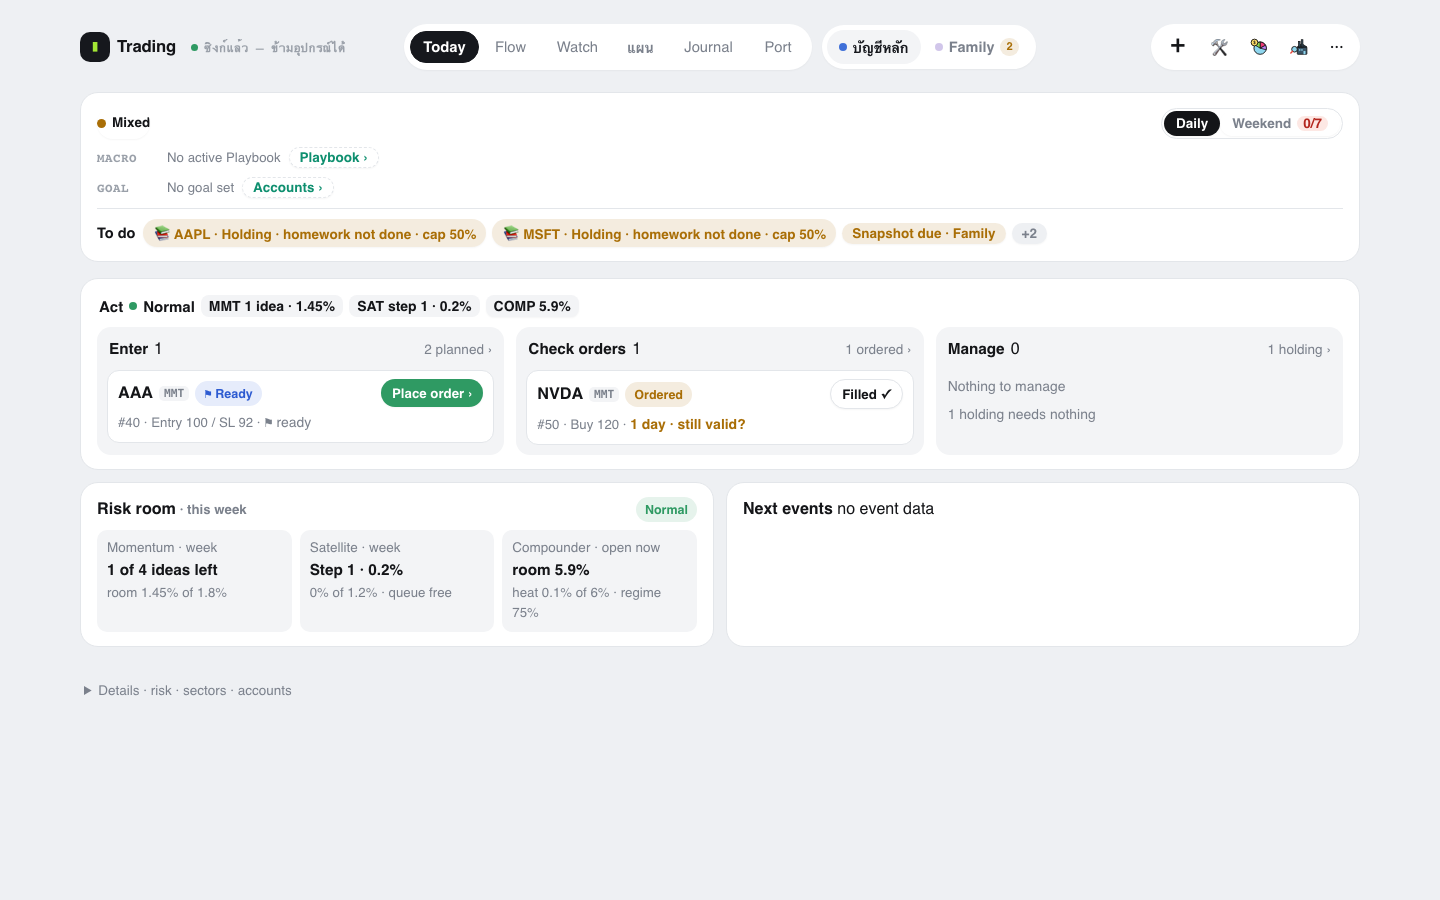 Trading
ซิงก์แล้ว — ข้ามอุปกรณ์ได้
Today Flow Watch แผน Journal Port
บัญชีหลัก Family 2
+ ...
Mixed
Daily Weekend 0/7
MACRO No active Playbook Playbook ›
GOAL No goal set Accounts ›
To do AAPL · Holding · homework not done · cap 50% MSFT · Holding · homework not done · cap 50% Snapshot due · Family +2
Act Normal MMT 1 idea · 1.45% SAT step 1 · 0.2% COMP 5.9%
Enter 1 2 planned ›
AAA MMT ⚑ Ready Place order ›
#40 · Entry 100 / SL 92 · ⚑ ready
Check orders 1 1 ordered ›
NVDA MMT Ordered Filled ✓
#50 · Buy 120 · 1 day · still valid?
Manage 0 1 holding ›
Nothing to manage
1 holding needs nothing
Risk room · this week Normal
Momentum · week
1 of 4 ideas left
room 1.45% of 1.8%
Satellite · week
Step 1 · 0.2%
0% of 1.2% · queue free
Compounder · open now
room 5.9%
heat 0.1% of 6% · regime
75%
Next events no event data
▶ Details · risk · sectors · accounts